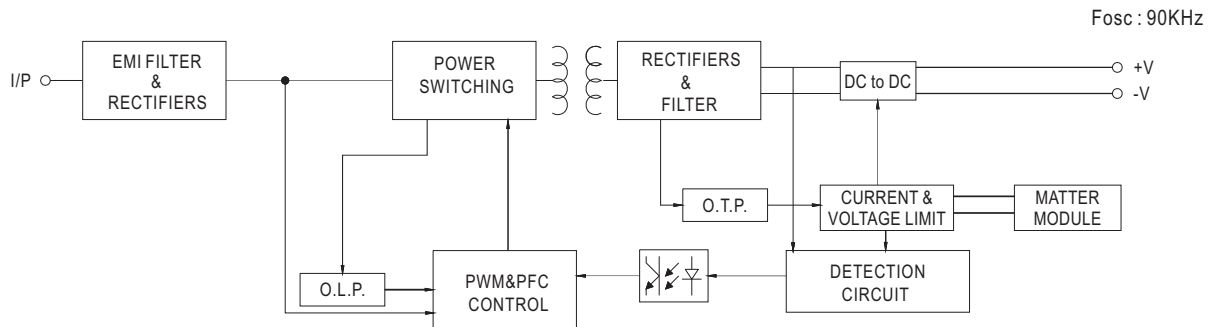 Fosc : 90KHz
I/P
EMI FILTER
&
RECTIFIERS
POWER
SWITCHING
RECTIFIERS
&
FILTER
DC to DC
+V
-V
O.T.P.
CURRENT &
VOLTAGE LIMIT
MATTER
MODULE
O.L.P.
PWM&PFC
CONTROL
DETECTION
CIRCUIT